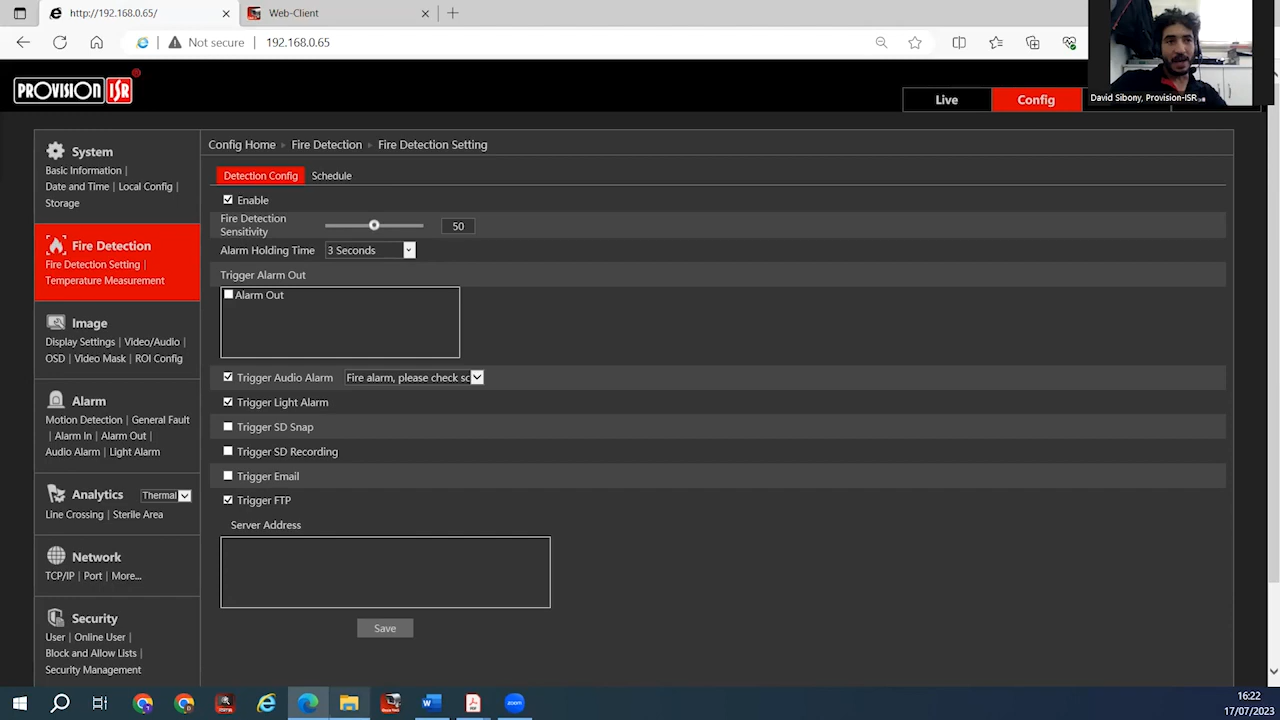 http://192.168.0.65/
Web-Client
Not secure
192.168.0.65
PROVISION ISR
Live
Config
David Sibony, Provision-ISR
System
Basic Information |
Date and Time | Local Config |
Storage
Fire Detection
Fire Detection Setting |
Temperature Measurement
Image
Display Settings | Video/Audio |
OSD | Video Mask | ROI Config
Alarm
Motion Detection | General Fault
| Alarm In | Alarm Out |
Audio Alarm | Light Alarm
Analytics
Thermal
Line Crossing | Sterile Area
Network
TCP/IP | Port | More...
Security
User | Online User |
Block and Allow Lists |
Security Management
Config Home
Fire Detection
Fire Detection Setting
Detection Config
Schedule
Enable
Fire Detection
Sensitivity
50
Alarm Holding Time
3 Seconds
Trigger Alarm Out
Alarm Out
Trigger Audio Alarm
Fire alarm, please check sc
Trigger Light Alarm
Trigger SD Snap
Trigger SD Recording
Trigger Email
Trigger FTP
Server Address
Save
zoom
16:22
17/07/2023